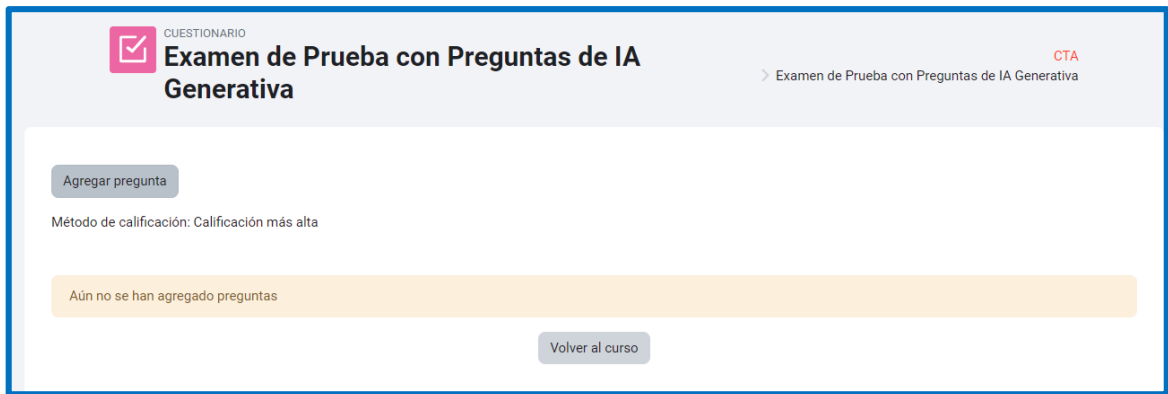 CUESTIONARIO
Examen de Prueba con Preguntas de IA
Generativa
CTA
Examen de Prueba con Preguntas de IA Generativa
Agregar pregunta
Método de calificación: Calificación más alta
Aún no se han agregado preguntas
Volver al curso